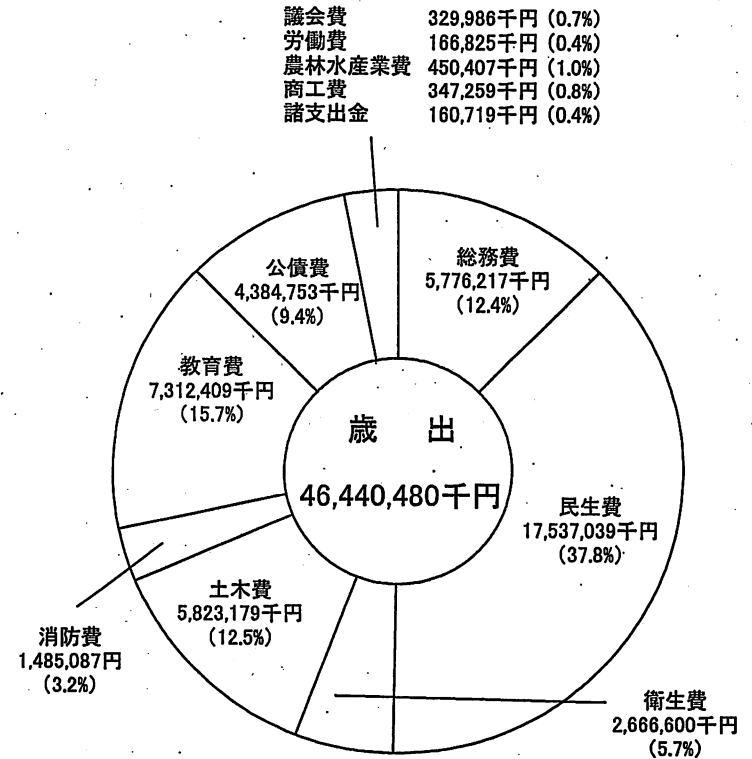 議会費 329,986千円 (0.7%)
労働費 166,825千円 (0.4%)
農林水産業費 450,407千円 (1.0%)
商工費 347,259千円 (0.8%)
諸支出金 160,719千円 (0.4%)
総務費
5,776,217千円
(12.4%)
公債費
4,384,753千円
(9.4%)
教育費
7,312,409千円
(15.7%)
歳 出
46,440,480千円
民生費
17,537,039千円
(37.8%)
土木費
5,823,179千円
(12.5%)
消防費
1,485,087円
(3.2%)
衛生費
2,666,600千円
(5.7%)